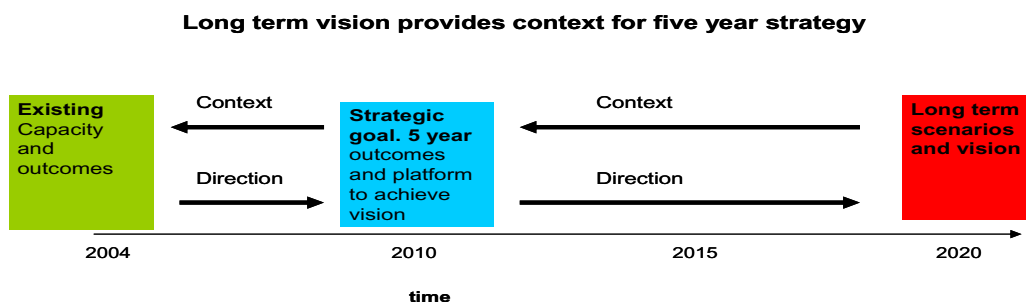 Long term vision provides context for five year strategy
Existing
Capacity
and
outcomes
Context
Direction
Strategic
goal. 5 year
outcomes
and platform
to achieve
vision
Context
Direction
Long term
scenarios
and vision
2004
2010
2015
2020
time